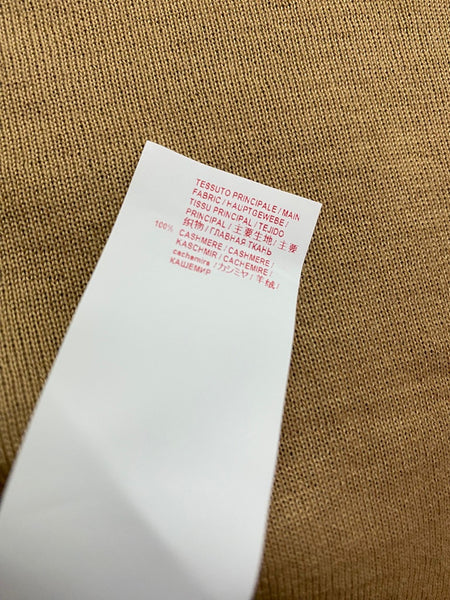 TESSUTO PRINCIPALE / MAIN
FABRIC / HAUPTGEWEBE /
TISSU PRINCIPAL / TEJIDO
PRINCIPAL / 主要生地 / 主要
织物 / ГЛАВНАЯ ТКАНЬ
100% CASHMERE / CASHMERE /
KASCHMIR / CACHEMIRE /
cachemira / カシミヤ / 羊绒 /
КАШЕМИР